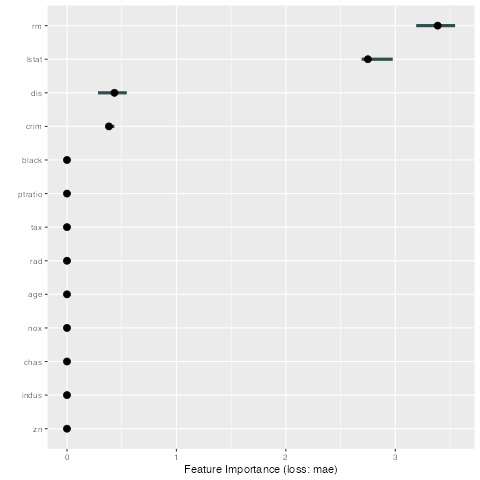 rm
lstat
dis
crim
black
ptratio
tax
rad
age
nox
chas
indus
zn
0 1 2 3
Feature Importance (loss: mae)